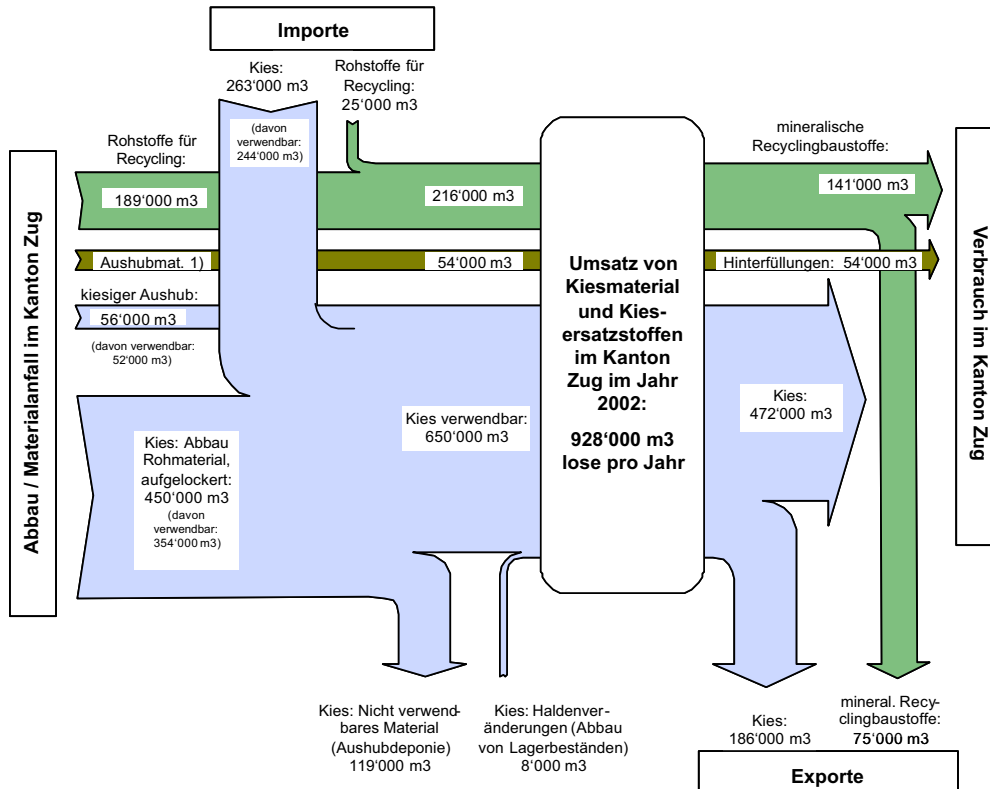 Importe
Kies:
263‘000 m3
Rohstoffe für
Recycling:
25‘000 m3
(davon
verwendbar:
244‘000 m3)
Abbau / Materialanfall im Kanton Zug
Rohstoffe für
Recycling:
189‘000 m3
216‘000 m3
mineralische
Recyclingbaustoffe:
141‘000 m3
Aushubmat. 1)
54‘000 m3
Hinterfüllungen: 54‘000 m3
kiesiger Aushub:
56‘000 m3
(davon verwendbar:
52‘000 m3)
Umsatz von
Kiesmaterial
und Kies-
ersatzstoffen
im Kanton
Zug im Jahr
2002:
928‘000 m3
lose pro Jahr
Verbrauch im Kanton Zug
Kies verwendbar:
650‘000 m3
Kies:
472‘000 m3
Kies: Abbau
Rohmaterial,
aufgelockert:
450‘000 m3
(davon
verwendbar:
354‘000 m3)
Kies: Nicht verwend-
bares Material
(Aushubdeponie)
119‘000 m3
Kies: Haldenver-
änderungen (Abbau
von Lagerbeständen)
8‘000 m3
Kies:
186‘000 m3
mineral. Recy-
clingbaustoffe:
75‘000 m3
Exporte